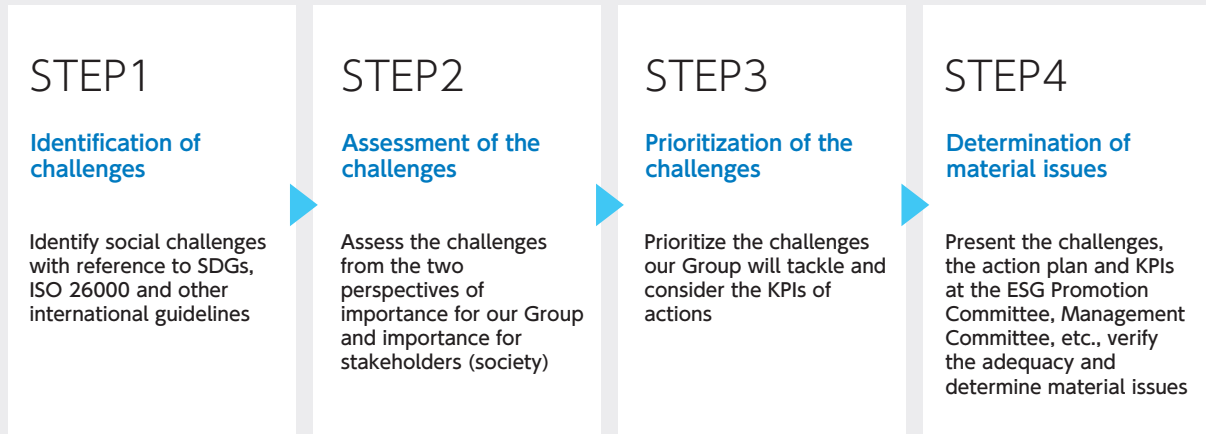 STEP1
Identification of
challenges
Identify social challenges
with reference to SDGs,
ISO 26000 and other
international guidelines
STEP2
Assessment of the
challenges
Assess the challenges
from the two
perspectives of
importance for our Group
and importance for
stakeholders (society)
STEP3
Prioritization of the
challenges
Prioritize the challenges
our Group will tackle and
consider the KPIs of
actions
STEP4
Determination of
material issues
Present the challenges,
the action plan and KPIs
at the ESG Promotion
Committee, Management
Committee, etc., verify
the adequacy and
determine material issues